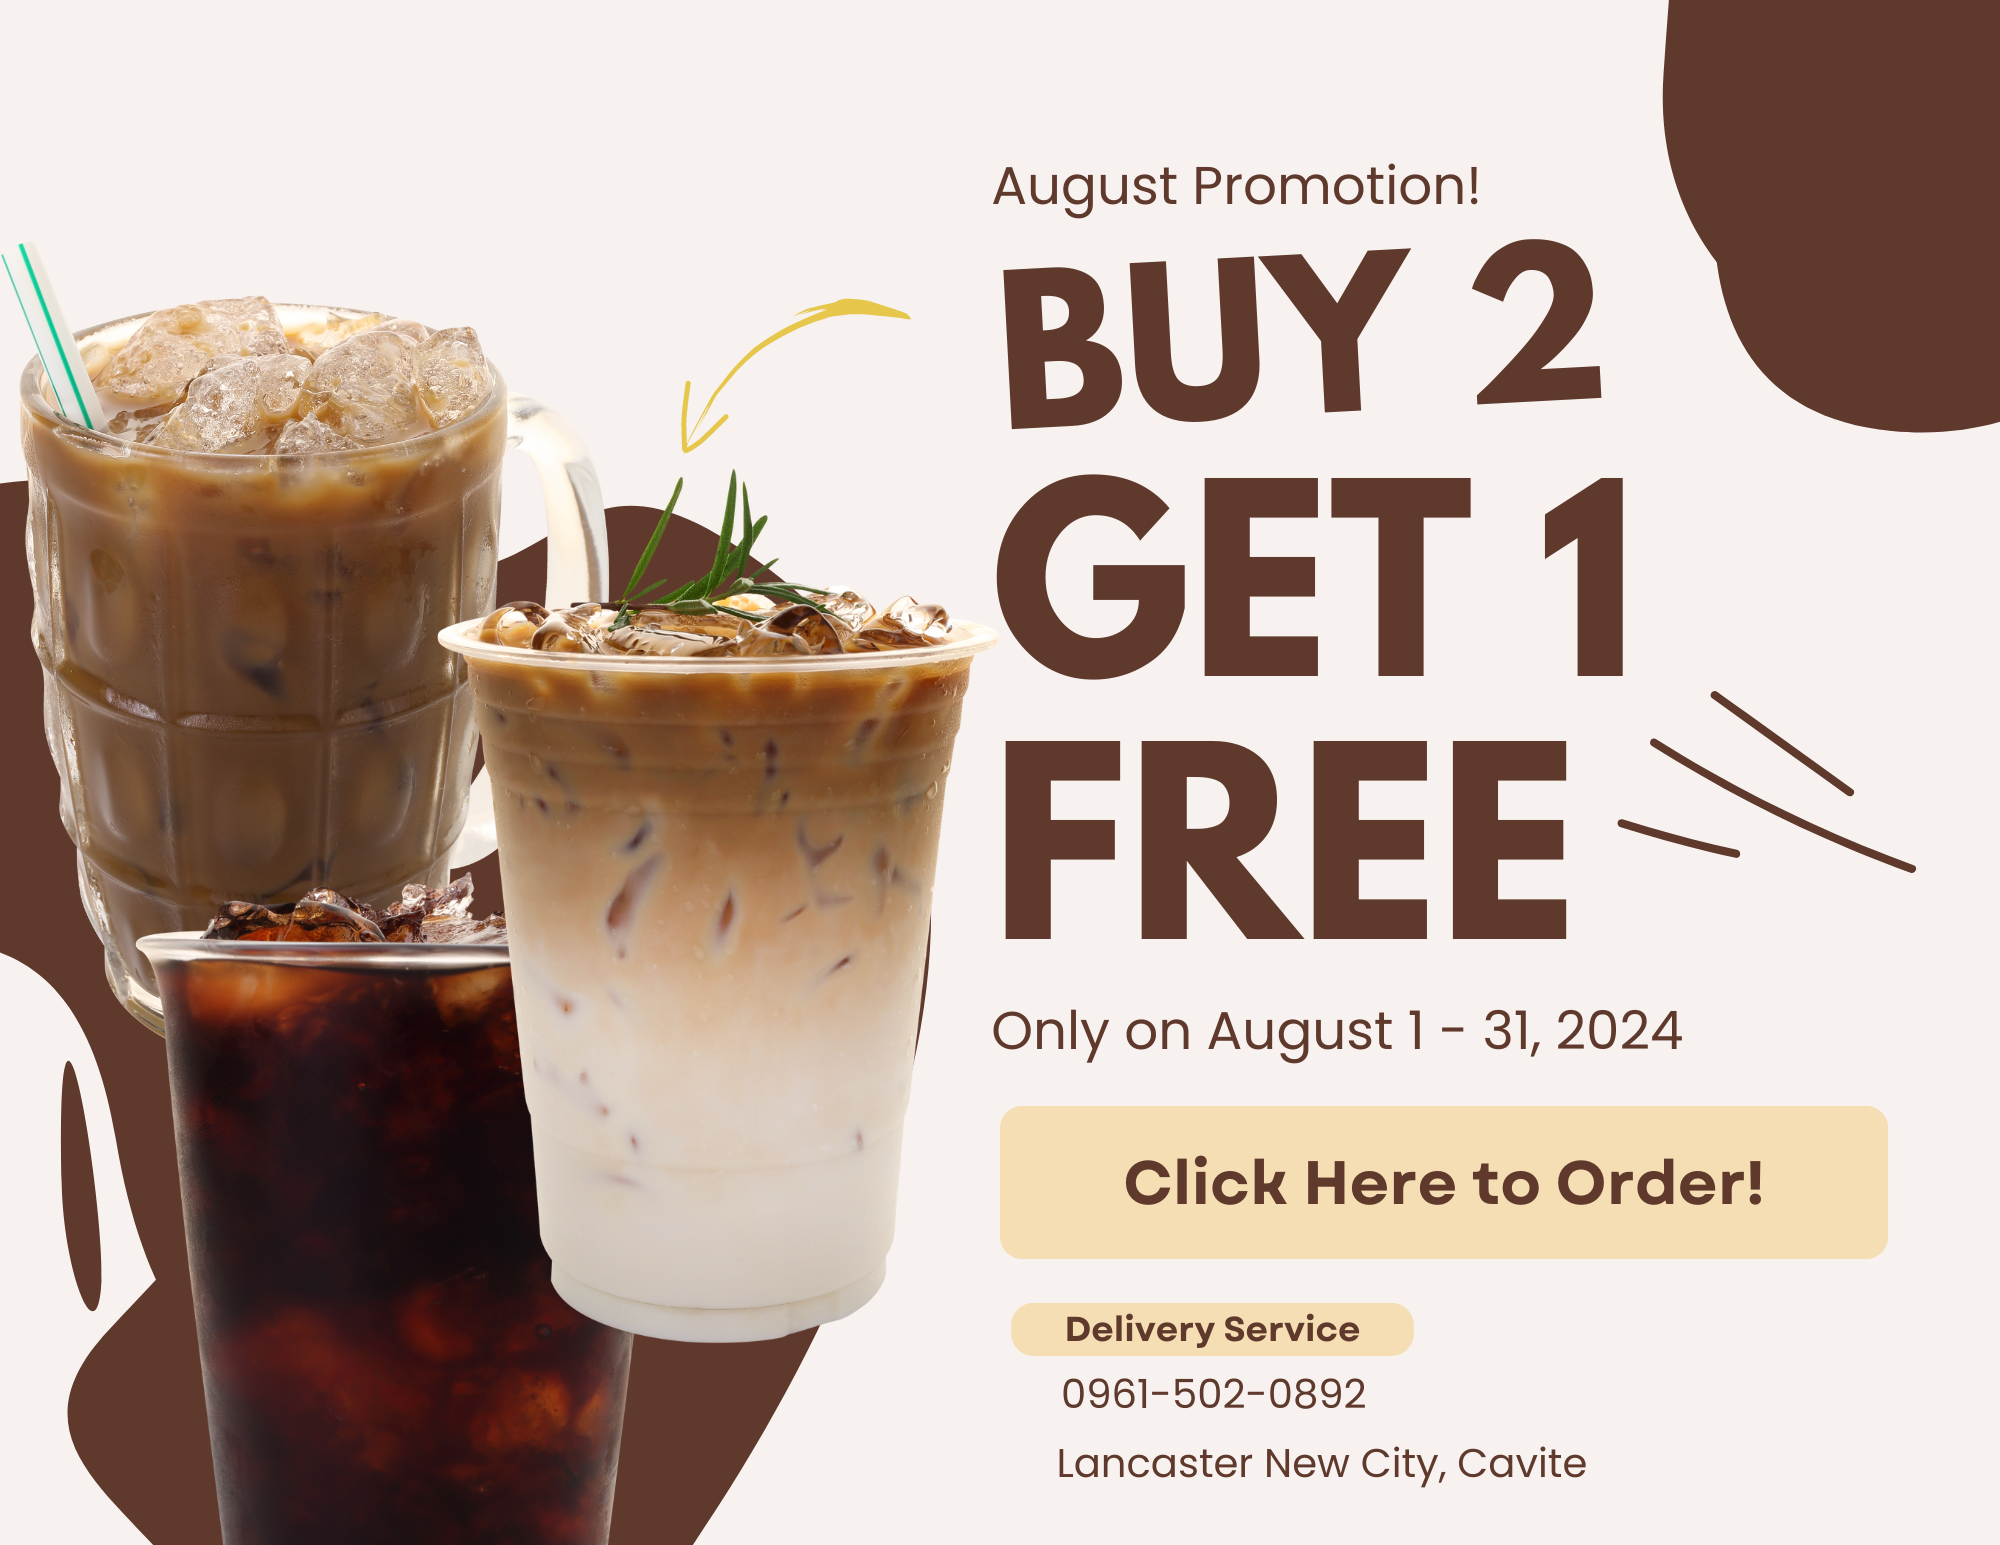 August Promotion!
BUY 2
GET 1
FREE
Only on August 1 - 31, 2024
Click Here to Order!
Delivery Service
0961-502-0892
Lancaster New City, Cavite